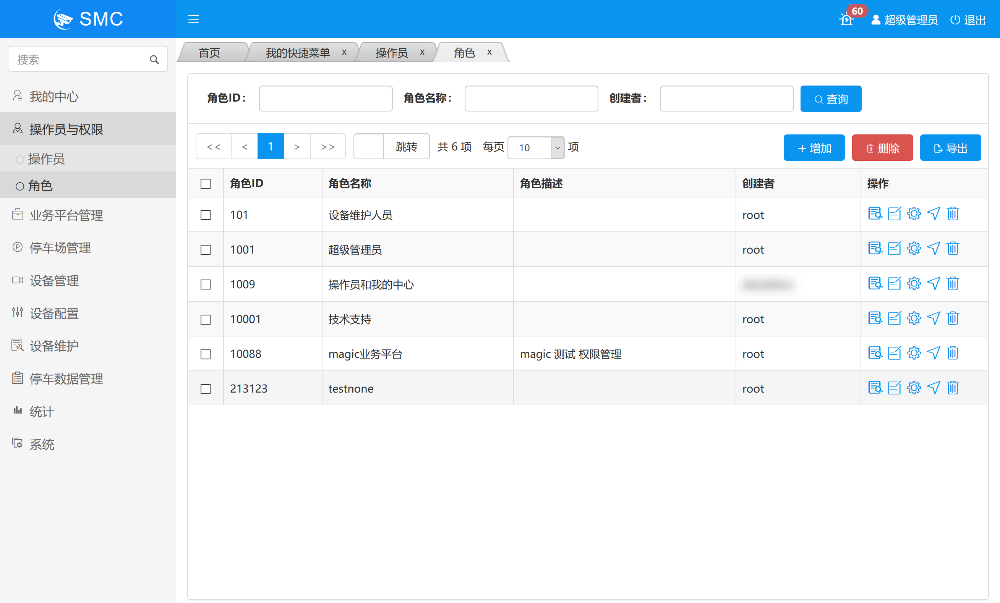 SMC
60
超级管理员
退出
搜索
我的中心
操作员与权限
操作员
角色
业务平台管理
停车场管理
设备管理
设备配置
设备维护
停车数据管理
统计
系统
首页
我的快捷菜单 x
操作员 x
角色 x
角色ID：
角色名称：
创建者：
查询
<< < 1 > >> 跳转 共 6 项 每页 10 项
增加
删除
导出
角色ID 角色名称 角色描述 创建者 操作
101 设备维护人员 root
1001 超级管理员 root
1009 操作员和我的中心
10001 技术支持 root
10088 magic业务平台 magic 测试 权限管理 root
213123 testnone root